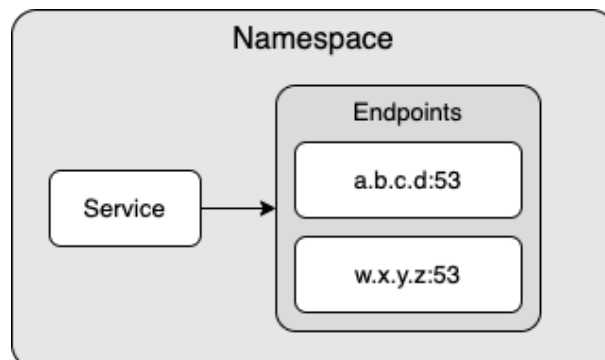 Namespace
Endpoints
a.b.c.d:53
Service
w.x.y.z:53